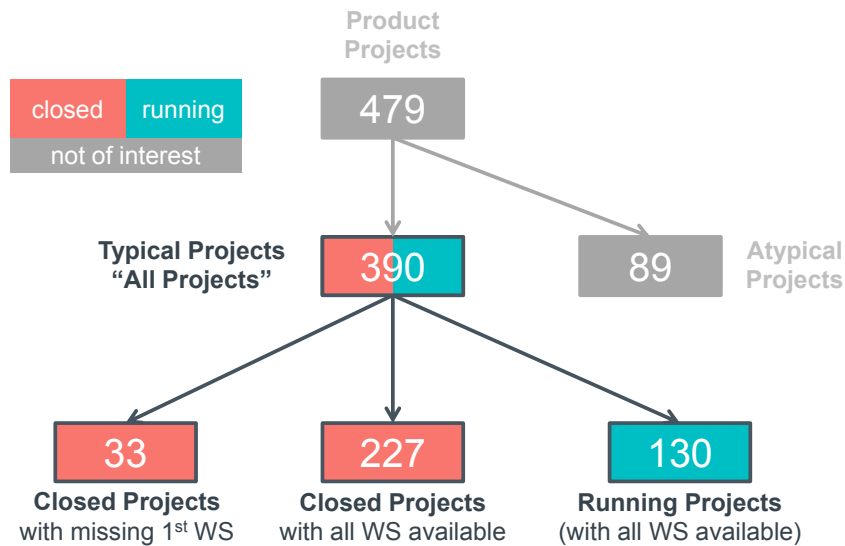 Product
Projects
closed running
479
not of interest
Typical Projects
“All Projects”
390
89
Atypical
Projects
33
227
130
Closed Projects
with missing 1st WS
Closed Projects
with all WS available
Running Projects
(with all WS available)